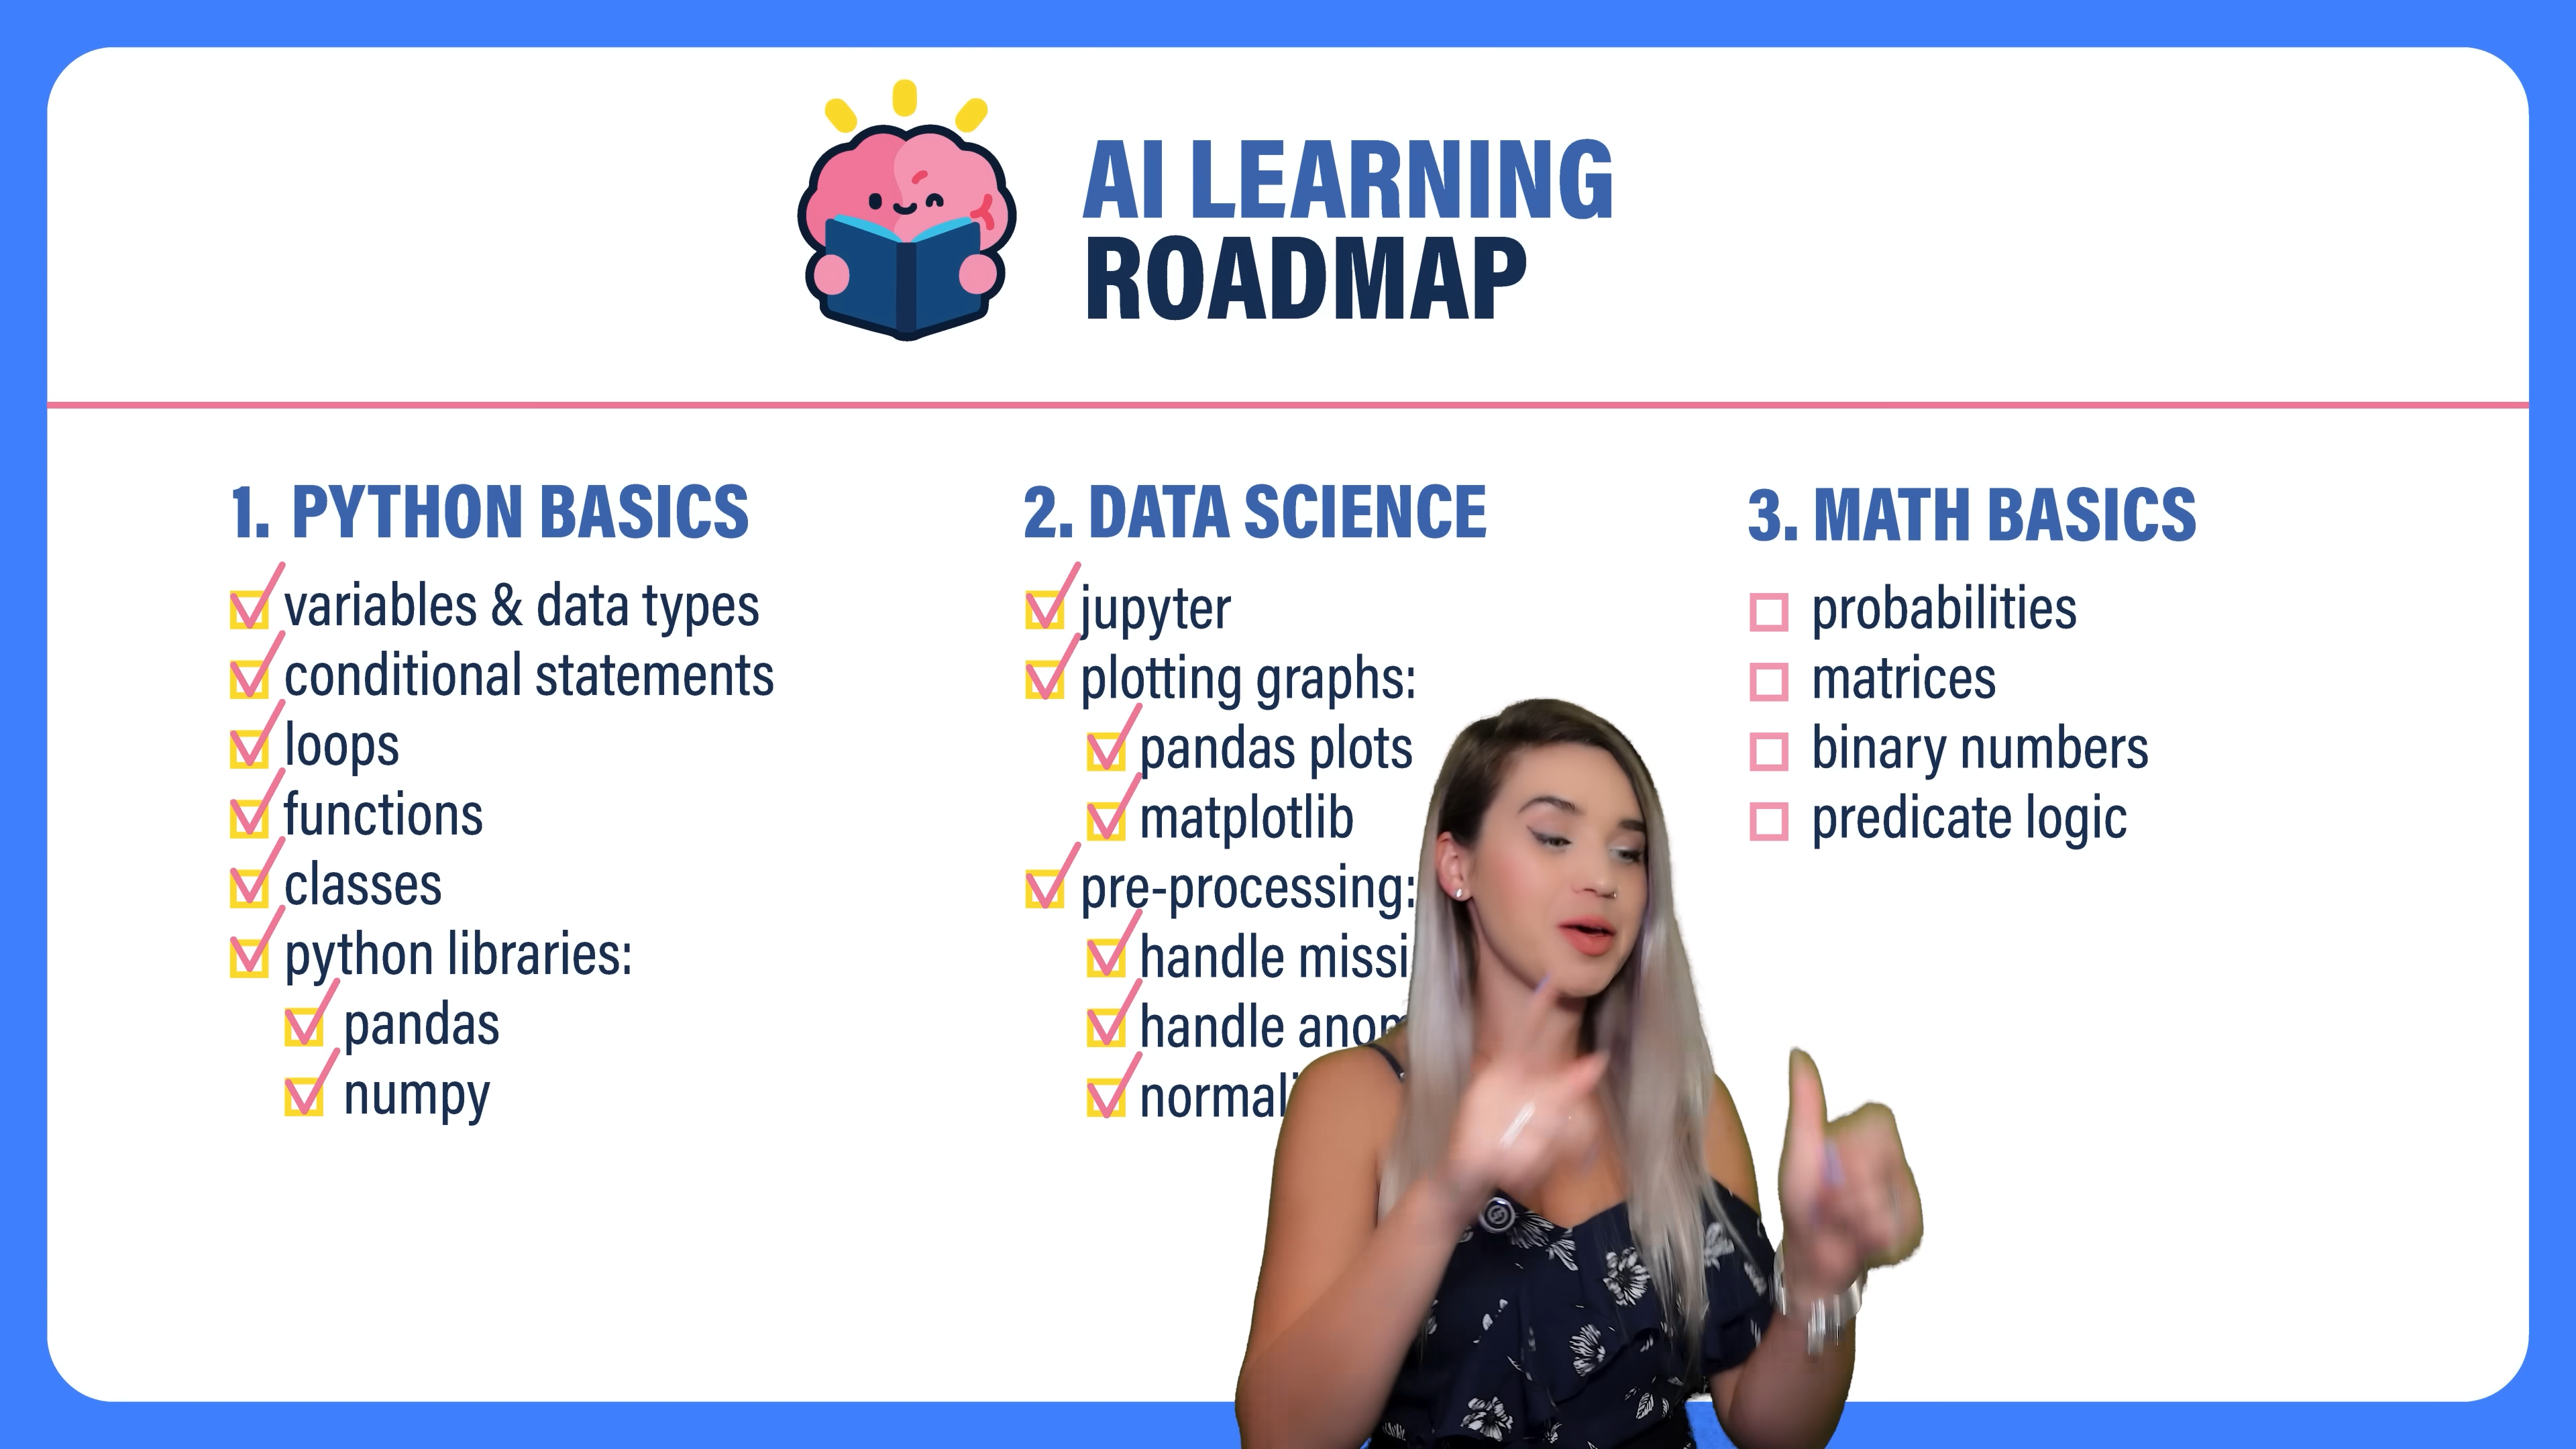 AI LEARNING
ROADMAP
1. PYTHON BASICS
variables & data types
conditional statements
loops
functions
classes
python libraries:
pandas
numpy
2. DATA SCIENCE
jupyter
plotting graphs:
pandas plots
matplotlib
pre-processing:
handle
handle
3. MATH BASICS
probabilities
matrices
binary numbers
predicate logic